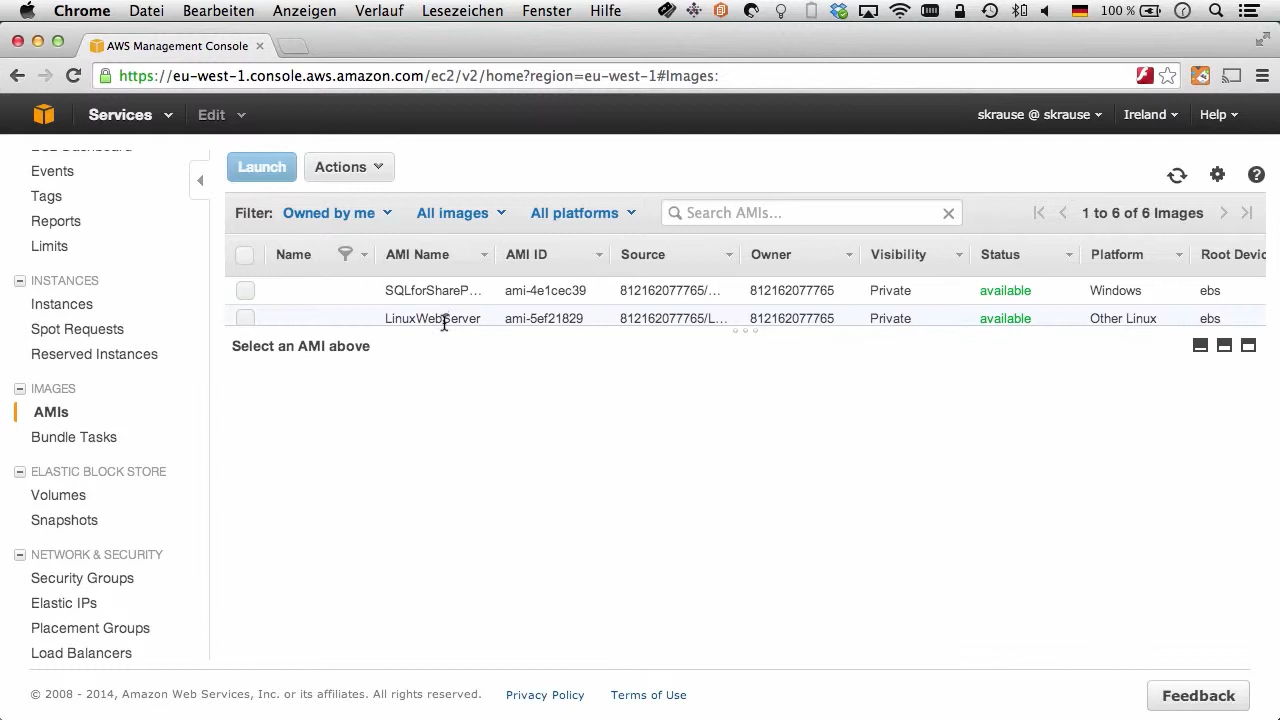 Chrome Datei Bearbeiten Anzeigen Verlauf Lesezeichen Fenster Hilfe 100 %
AWS Management Console
https://eu-west-1.console.aws.amazon.com/ec2/v2/home?region=eu-west-1#Images:
Services Edit skrause @ skrause Ireland Help
Events
Tags
Reports
Limits
INSTANCES
Instances
Spot Requests
Reserved Instances
IMAGES
AMIs
Bundle Tasks
ELASTIC BLOCK STORE
Volumes
Snapshots
NETWORK & SECURITY
Security Groups
Elastic IPs
Placement Groups
Load Balancers
Launch Actions
Filter: Owned by me All images All platforms Search AMIs... 1 to 6 of 6 Images
Name AMI Name AMI ID Source Owner Visibility Status Platform Root Devic
SQLforShareP... ami-4e1cec39 812162077765/... 812162077765 Private available Windows ebs
LinuxWebServer ami-5ef21829 812162077765/L... 812162077765 Private available Other Linux ebs
Select an AMI above
© 2008 - 2014, Amazon Web Services, Inc. or its affiliates. All rights reserved. Privacy Policy Terms of Use Feedback